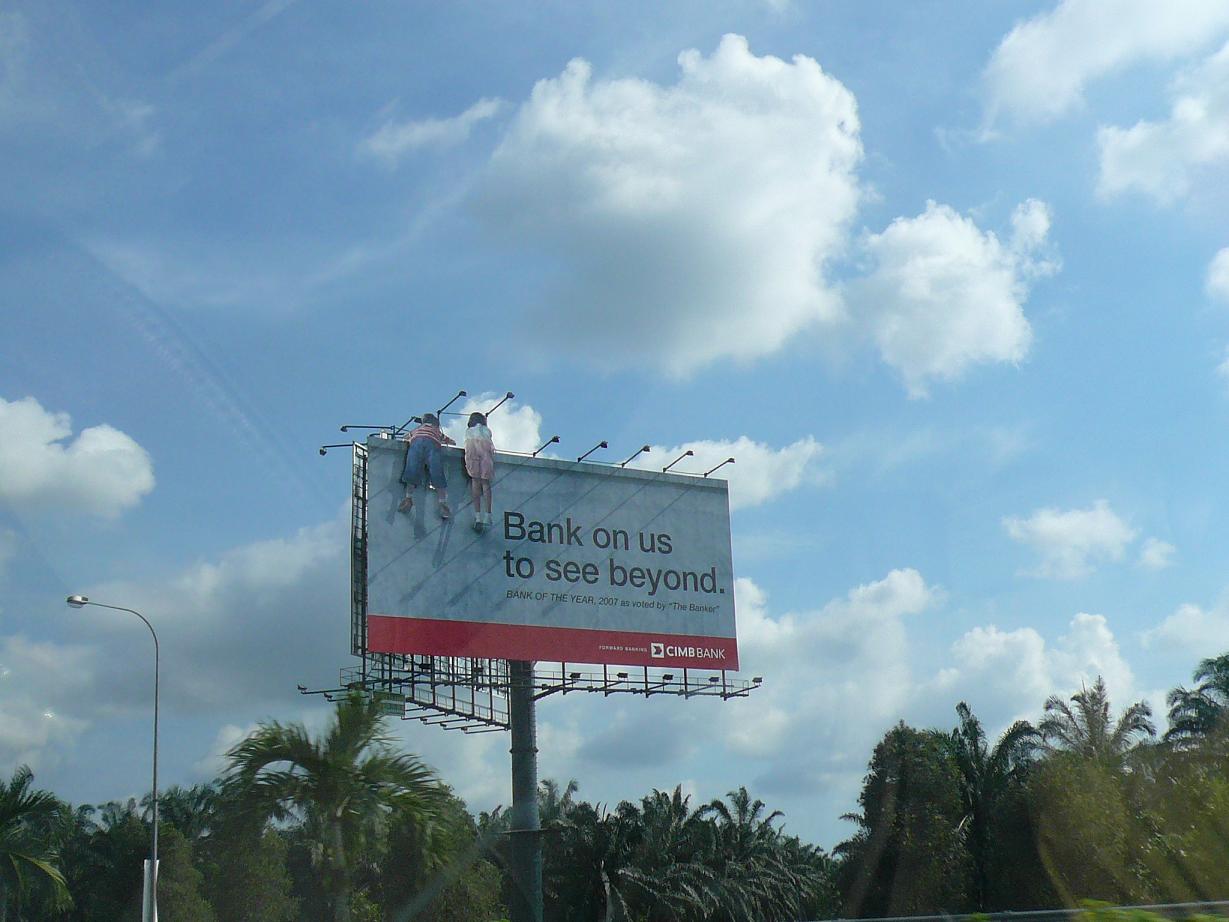 Bank on us
to see beyond.
BANK OF THE YEAR, 2007 as voted by "The Banker"
FORWARD BANKING CIMB BANK